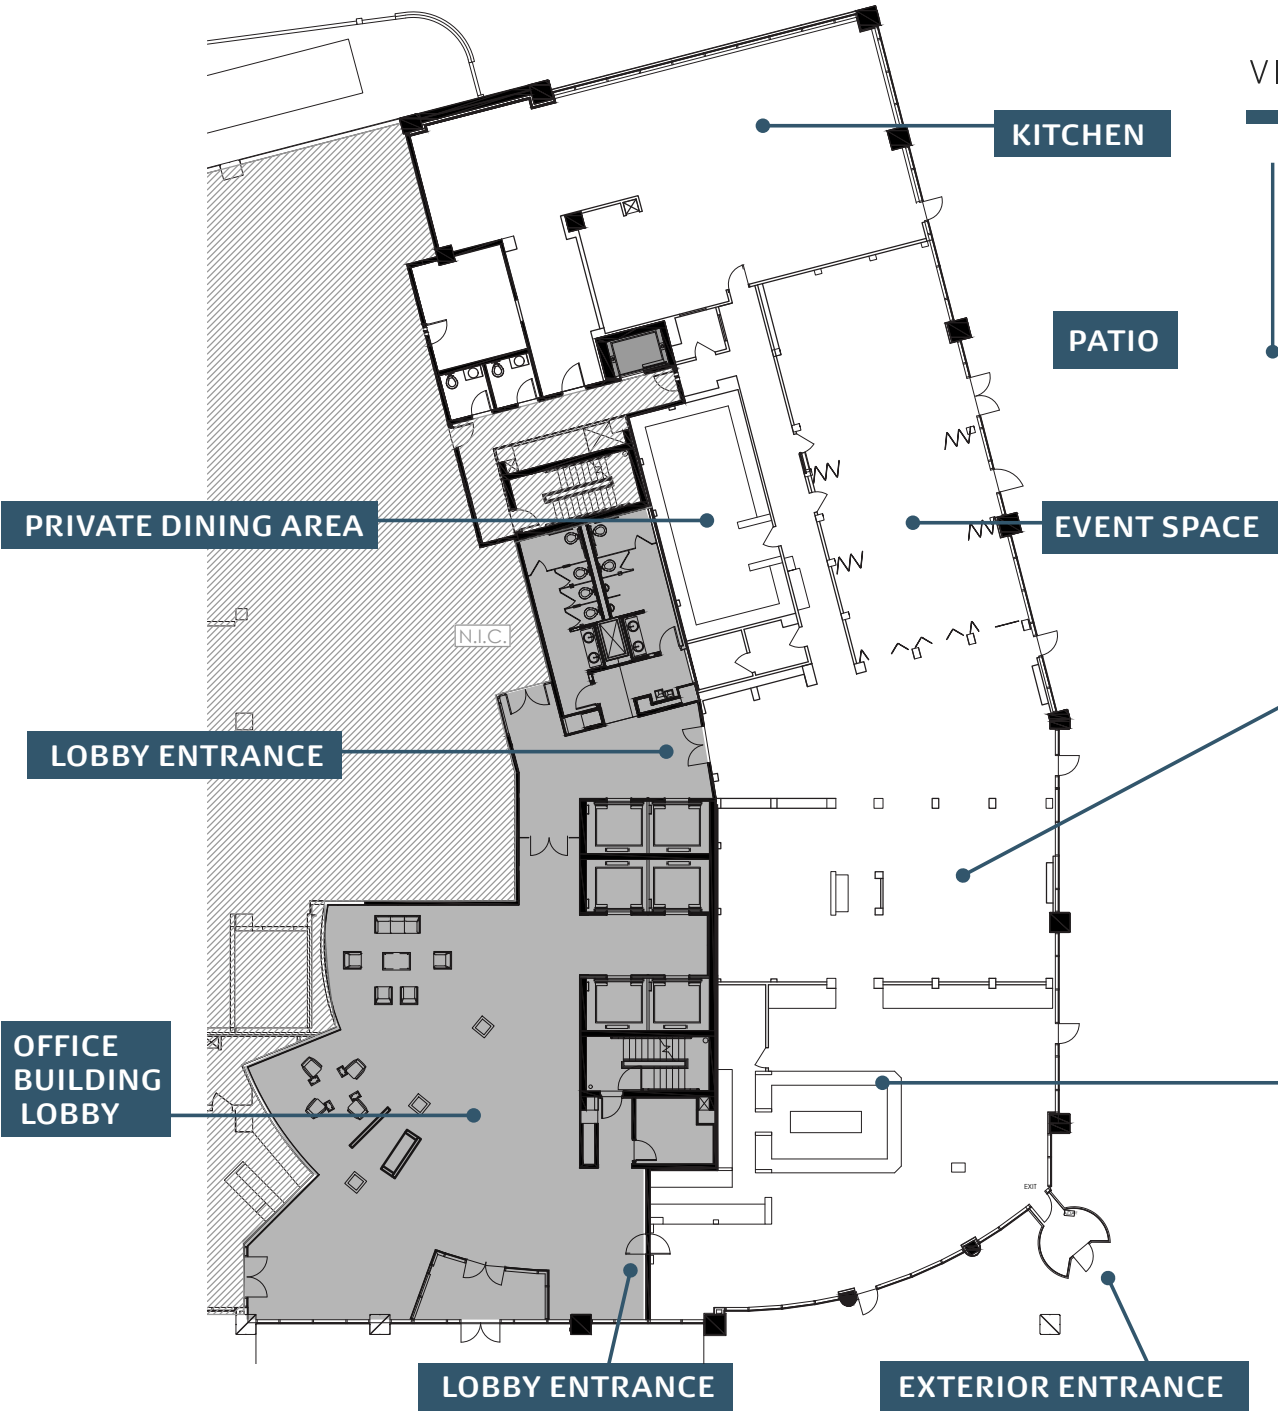 VI
KITCHEN
PATIO
PRIVATE DINING AREA
EVENT SPACE
N.I.C.
LOBBY ENTRANCE
OFFICE
BUILDING
LOBBY
EXIT
LOBBY ENTRANCE
EXTERIOR ENTRANCE